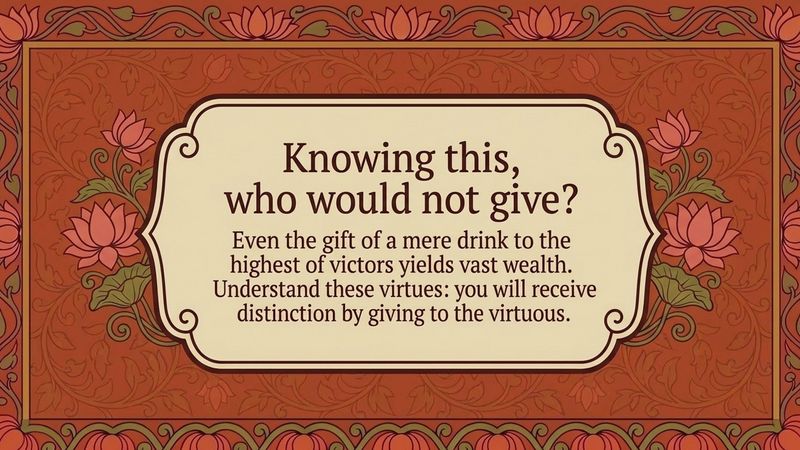 Knowing this,
who would not give?
Even the gift of a mere drink to the
highest of victors yields vast wealth.
Understand these virtues: you will receive
distinction by giving to the virtuous.